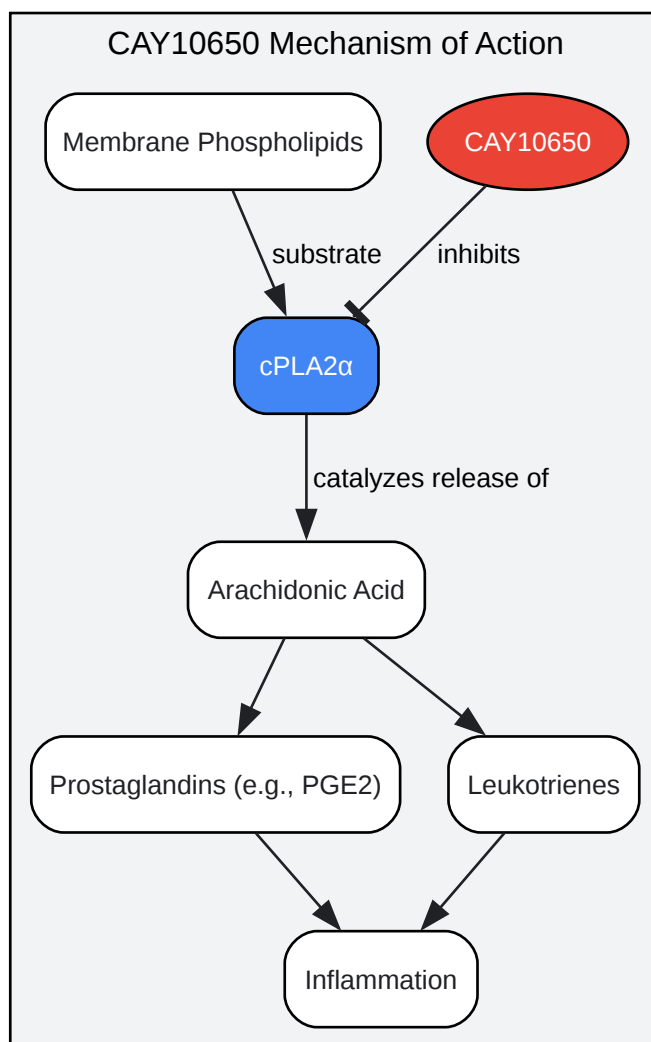 CAY10650 Mechanism of Action
Membrane Phospholipids
CAY10650
substrate
inhibits
cPLA2α
catalyzes release of
Arachidonic Acid
Prostaglandins (e.g., PGE2)
Leukotrienes
Inflammation